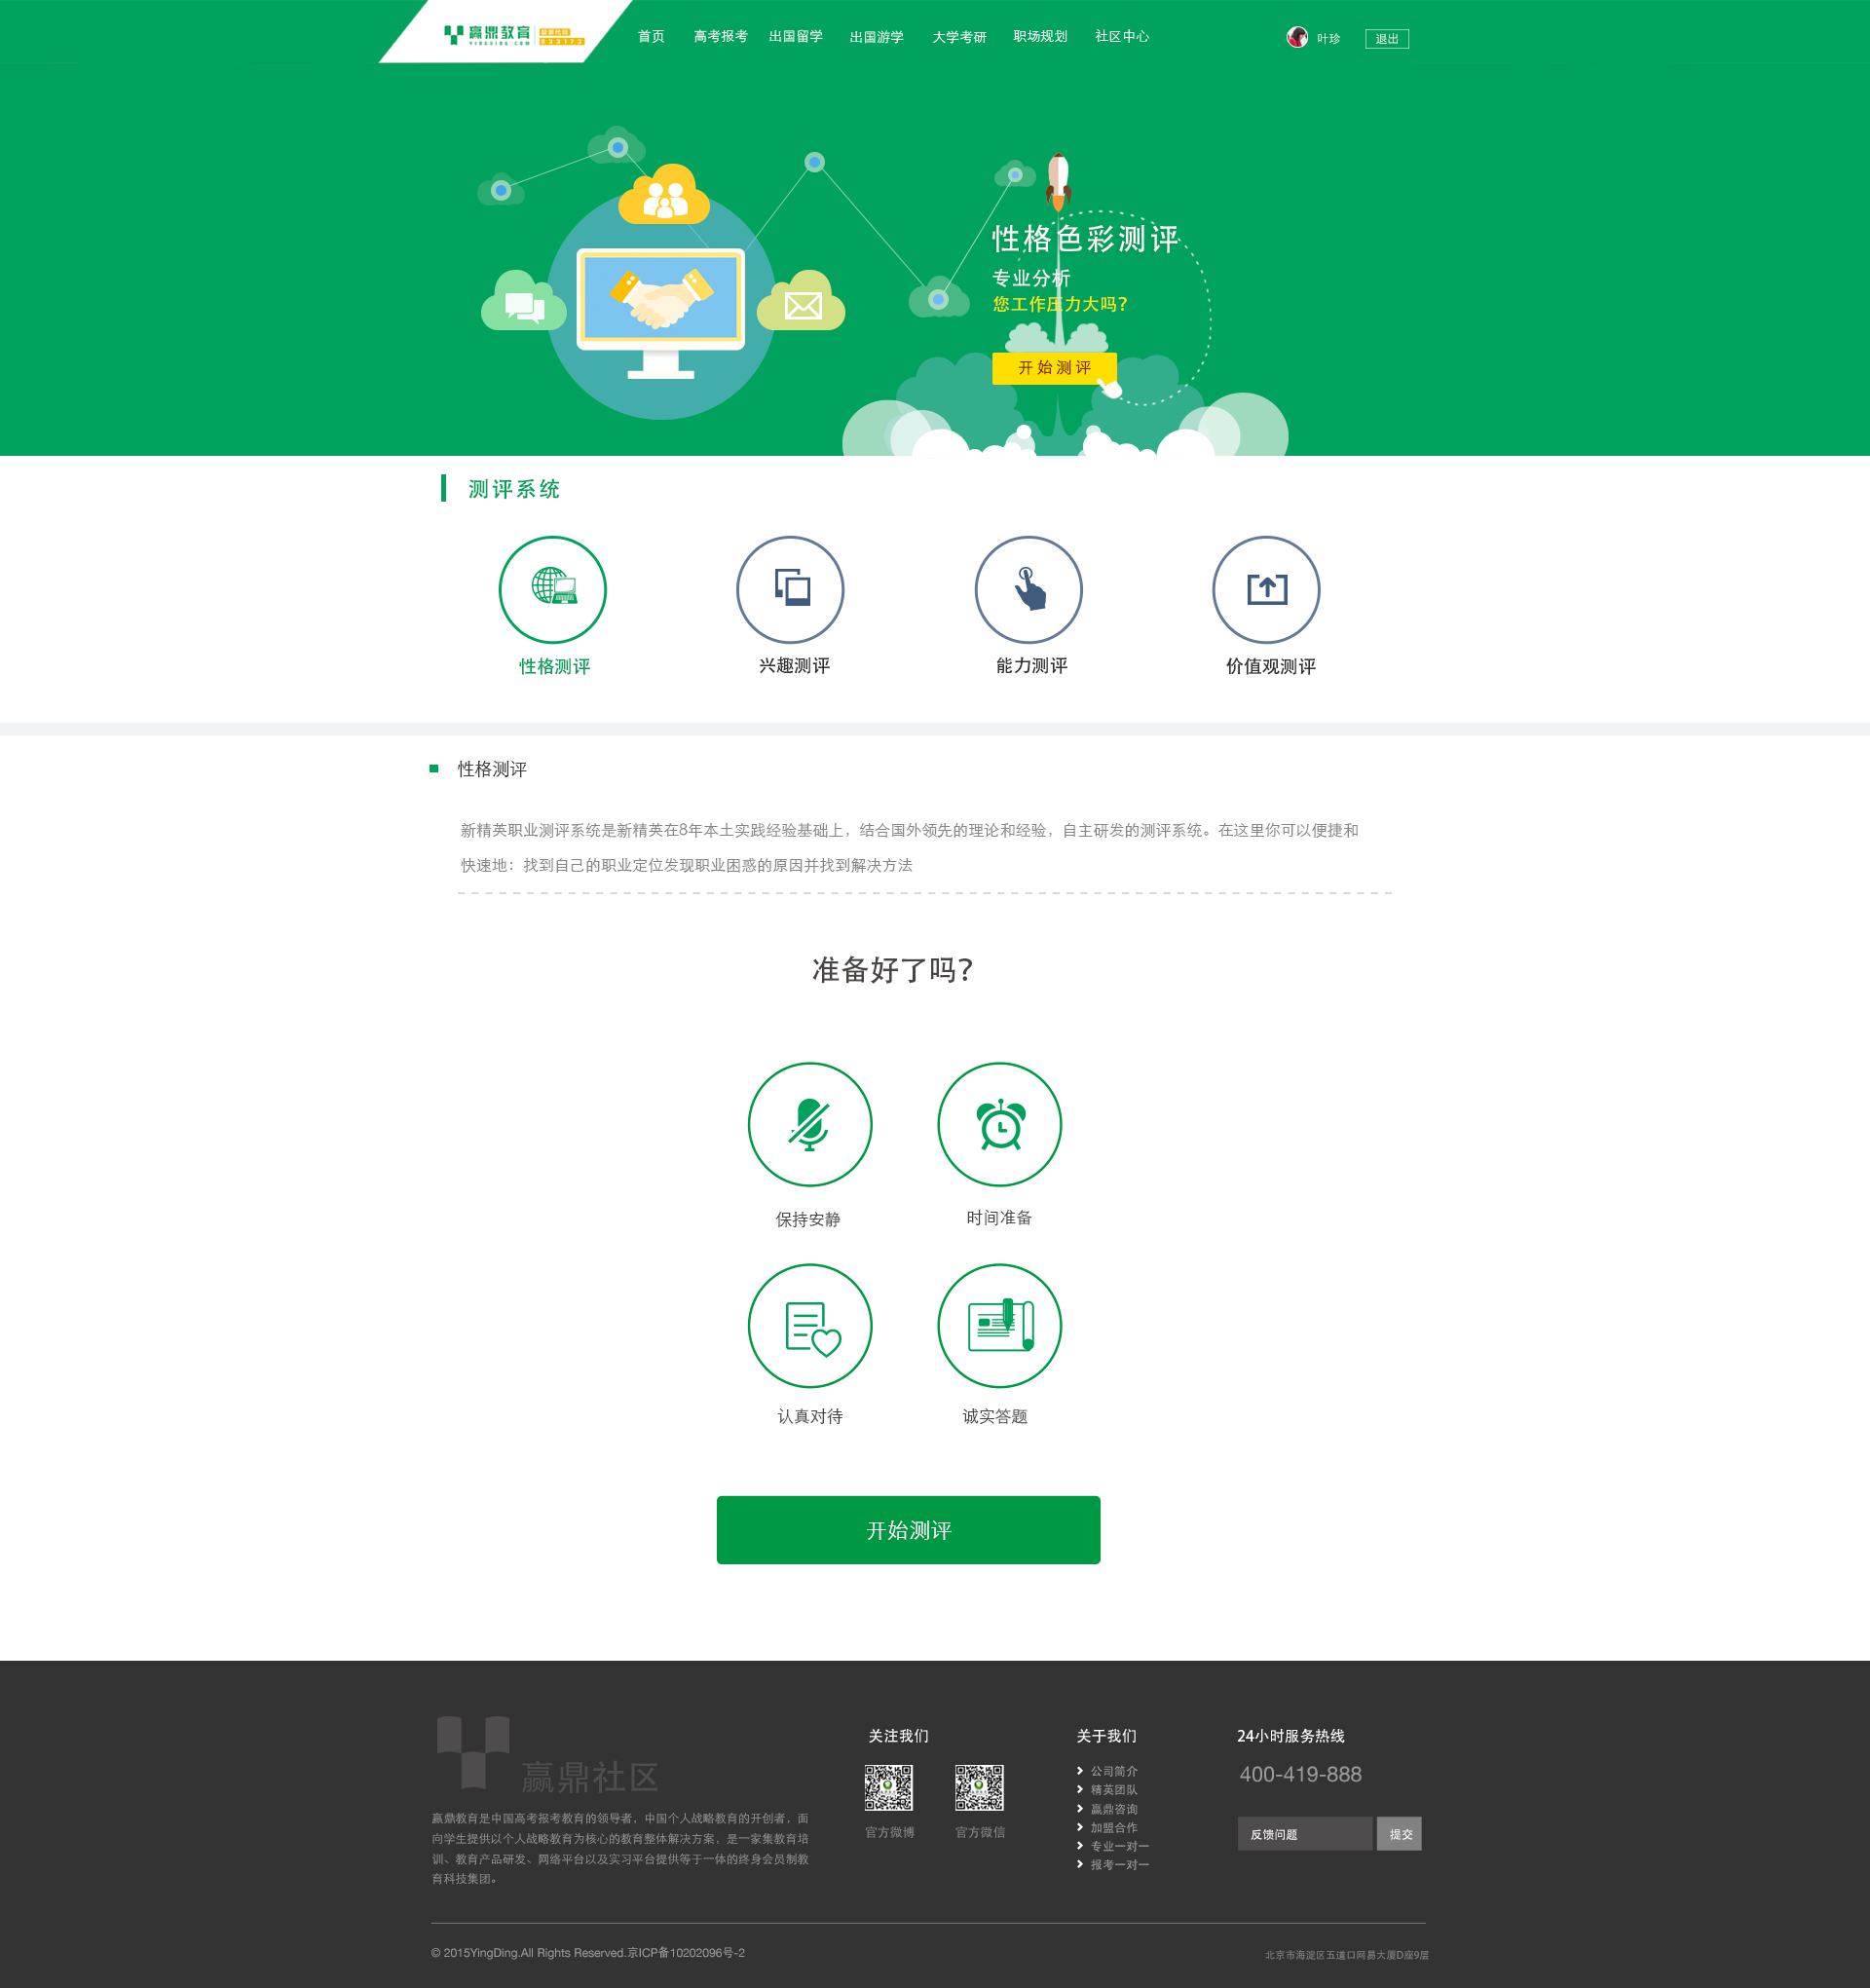 赢鼎教育
YINGDING.COM
股票代码
833173
首页
高考报考
出国留学
出国游学
大学考研
职场规划
社区中心
叶珍
退出
性格色彩测评
专业分析
您工作压力大吗?
开始测评
测评系统
性格测评
兴趣测评
能力测评
价值观测评
性格测评
新精英职业测评系统是新精英在8年本土实践经验基础上，结合国外领先的理论和经验，自主研发的测评系统。在这里你可以便捷和
快速地：找到自己的职业定位发现职业困惑的原因并找到解决方法
准备好了吗?
保持安静
时间准备
认真对待
诚实答题
开始测评
赢鼎社区
赢鼎教育是中国高考报考教育的领导者，中国个人战略教育的开创者，面
向学生提供以个人战略教育为核心的教育整体解决方案，是一家集教育培
训、教育产品研发、网络平台以及实习平台提供等于一体的终身会员制教
育科技集团。
关注我们
官方微博
官方微信
关于我们
公司简介
精英团队
赢鼎咨询
加盟合作
专业一对一
报考一对一
24小时服务热线
400-419-888
反馈问题
提交
© 2015YingDing.All Rights Reserved.京ICP备10202096号-2
北京市海淀区五道口网易大厦D座9层